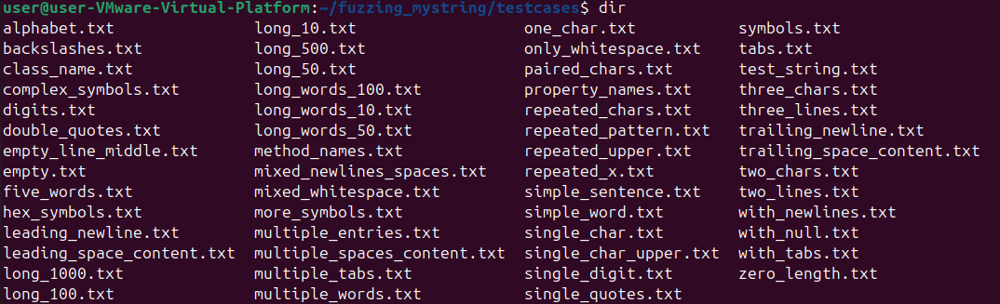 user@user-VMware-Virtual-Platform:~/fuzzing_mystring/testcases$ dir
alphabet.txt long_10.txt one_char.txt symbols.txt
backslashes.txt long_500.txt only_whitespace.txt tabs.txt
class_name.txt long_50.txt paired_chars.txt test_string.txt
complex_symbols.txt long_words_100.txt property_names.txt three_chars.txt
digits.txt long_words_10.txt repeated_chars.txt three_lines.txt
double_quotes.txt long_words_50.txt repeated_pattern.txt trailing_newline.txt
empty_line_middle.txt method_names.txt repeated_upper.txt trailing_space_content.txt
empty.txt mixed_newlines_spaces.txt repeated_x.txt two_chars.txt
five_words.txt mixed_whitespace.txt simple_sentence.txt two_lines.txt
hex_symbols.txt more_symbols.txt simple_word.txt with_newlines.txt
leading_newline.txt multiple_entries.txt single_char.txt with_null.txt
leading_space_content.txt multiple_spaces_content.txt single_char_upper.txt with_tabs.txt
long_1000.txt multiple_tabs.txt single_digit.txt zero_length.txt
long_100.txt multiple_words.txt single_quotes.txt